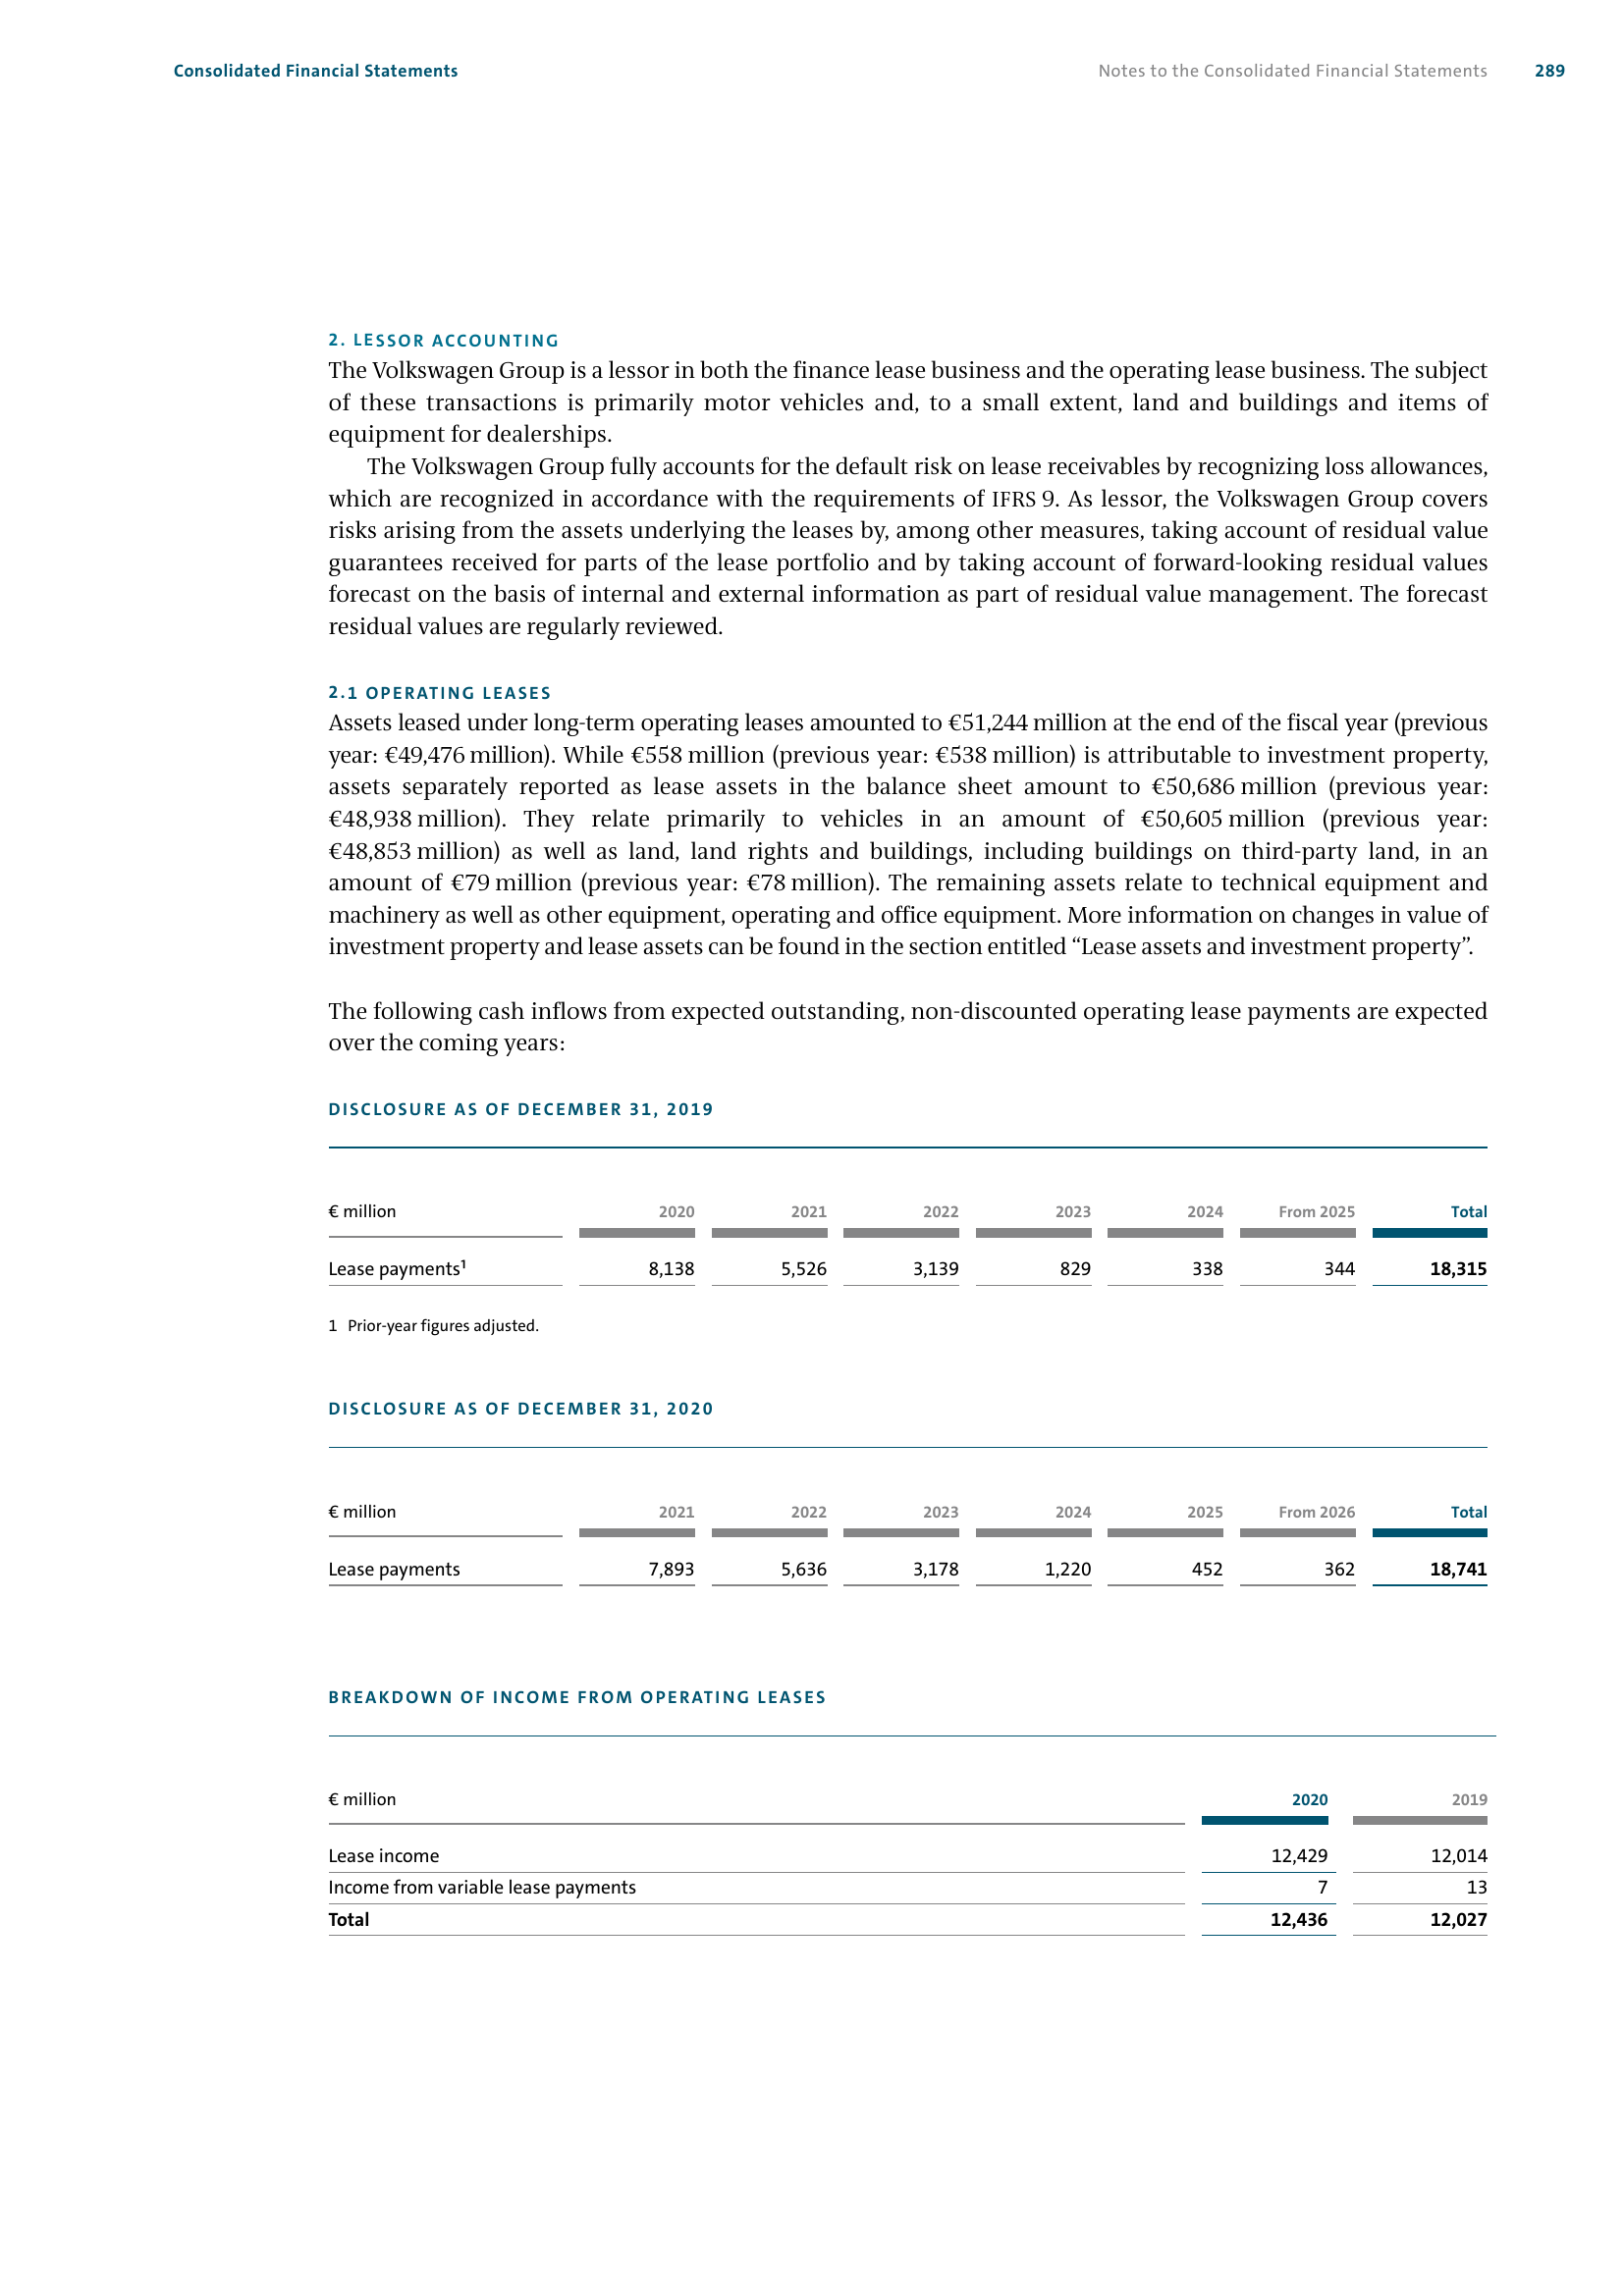 Consolidated Financial Statements
Notes to the Consolidated Financial Statements 289
2. LESSOR ACCOUNTING
The Volkswagen Group is a lessor in both the finance lease business and the operating lease business. The subject
of these transactions is primarily motor vehicles and, to a small extent, land and buildings and items of
equipment for dealerships.
The Volkswagen Group fully accounts for the default risk on lease receivables by recognizing loss allowances,
which are recognized in accordance with the requirements of IFRS 9. As lessor, the Volkswagen Group covers
risks arising from the assets underlying the leases by, among other measures, taking account of residual value
guarantees received for parts of the lease portfolio and by taking account of forward-looking residual values
forecast on the basis of internal and external information as part of residual value management. The forecast
residual values are regularly reviewed.
2.1 OPERATING LEASES
Assets leased under long-term operating leases amounted to €51,244 million at the end of the fiscal year (previous
year: €49,476 million). While €558 million (previous year: €538 million) is attributable to investment property,
assets separately reported as lease assets in the balance sheet amount to €50,686 million (previous year:
€48,938 million). They relate primarily to vehicles in an amount of €50,605 million (previous year:
€48,853 million) as well as land, land rights and buildings, including buildings on third-party land, in an
amount of €79 million (previous year: €78 million). The remaining assets relate to technical equipment and
machinery as well as other equipment, operating and office equipment. More information on changes in value of
investment property and lease assets can be found in the section entitled “Lease assets and investment property”.
The following cash inflows from expected outstanding, non-discounted operating lease payments are expected
over the coming years:
DISCLOSURE AS OF DECEMBER 31, 2019
€ million 2020 2021 2022 2023 2024 From 2025 Total
Lease payments¹ 8,138 5,526 3,139 829 338 344 18,315
1 Prior-year figures adjusted.
DISCLOSURE AS OF DECEMBER 31, 2020
€ million 2021 2022 2023 2024 2025 From 2026 Total
Lease payments 7,893 5,636 3,178 1,220 452 362 18,741
BREAKDOWN OF INCOME FROM OPERATING LEASES
€ million 2020 2019
Lease income 12,429 12,014
Income from variable lease payments 7 13
Total 12,436 12,027